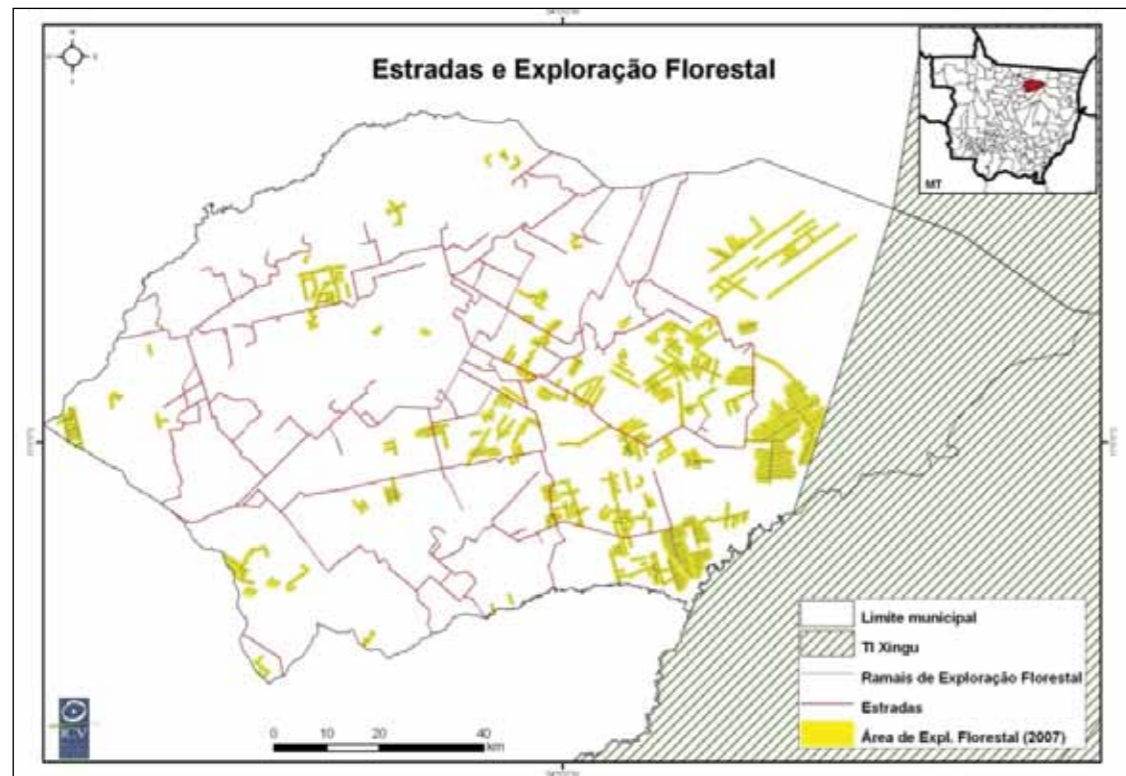 Estradas e Exploração Florestal
MT
Limite municipal
TI Xingu
Ramais de Exploração Florestal
Estradas
Área de Expl. Florestal (2007)
ICV
0 10 20 40
km